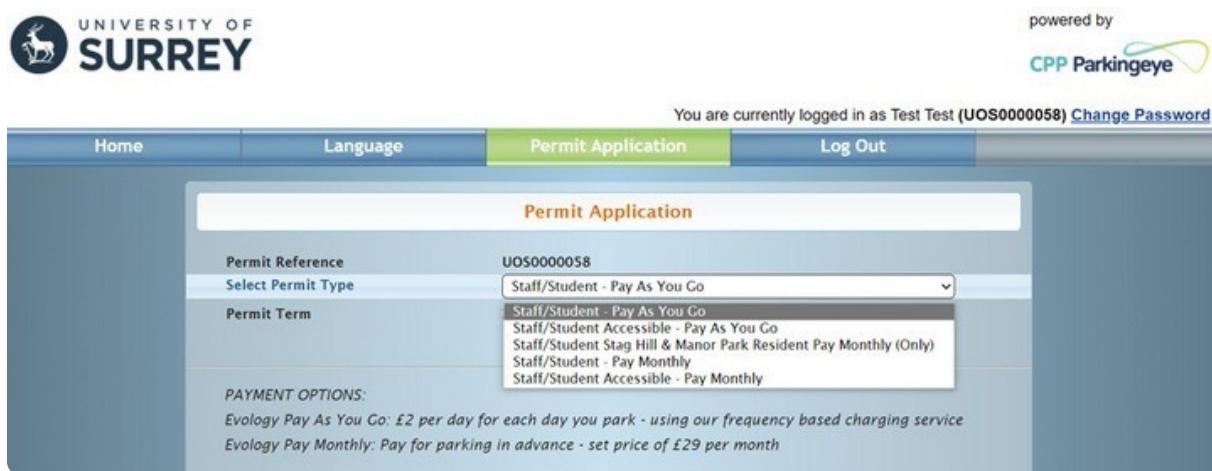 UNIVERSITY OF
SURREY
powered by
CPP Parkingeye
You are currently logged in as Test Test (UOS0000058) Change Password
Home Language Permit Application Log Out
Permit Application
Permit Reference UOS0000058
Select Permit Type Staff/Student - Pay As You Go
Permit Term Staff/Student - Pay As You Go
Staff/Student Accessible - Pay As You Go
Staff/Student Stag Hill & Manor Park Resident Pay Monthly (Only)
Staff/Student - Pay Monthly
Staff/Student Accessible - Pay Monthly
PAYMENT OPTIONS:
Evology Pay As You Go: £2 per day for each day you park - using our frequency based charging service
Evology Pay Monthly: Pay for parking in advance - set price of £29 per month